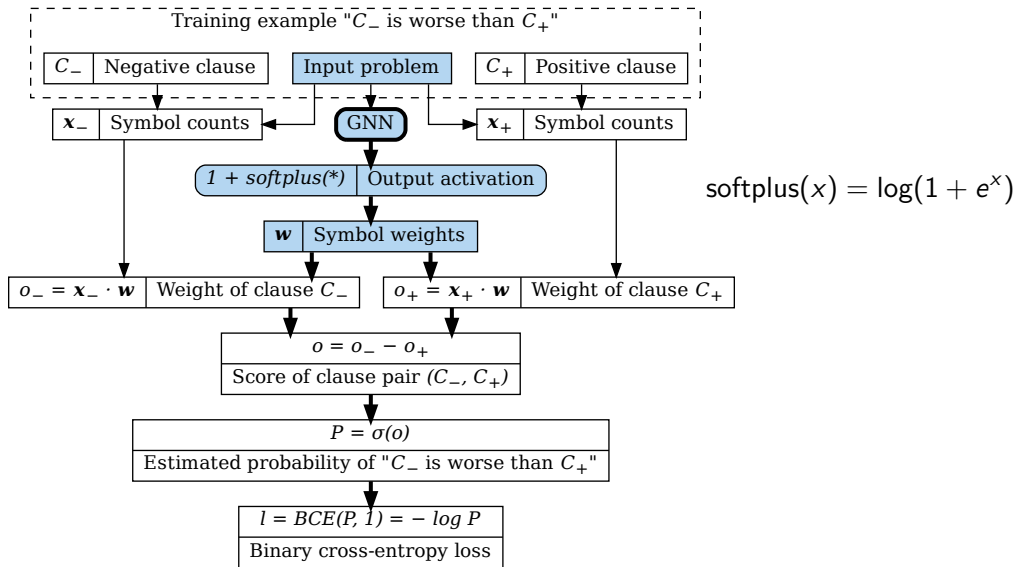 Training example "C₋ is worse than C₊"
C₋ Negative clause
Input problem
C₊ Positive clause
x₋ Symbol counts
GNN
x₊ Symbol counts
1 + softplus(*) Output activation
softplus(x) = log(1 + eˣ)
w Symbol weights
o₋ = x₋ · w Weight of clause C₋
o₊ = x₊ · w Weight of clause C₊
o = o₋ − o₊
Score of clause pair (C₋, C₊)
P = σ(o)
Estimated probability of "C₋ is worse than C₊"
l = BCE(P, 1) = − log P
Binary cross-entropy loss